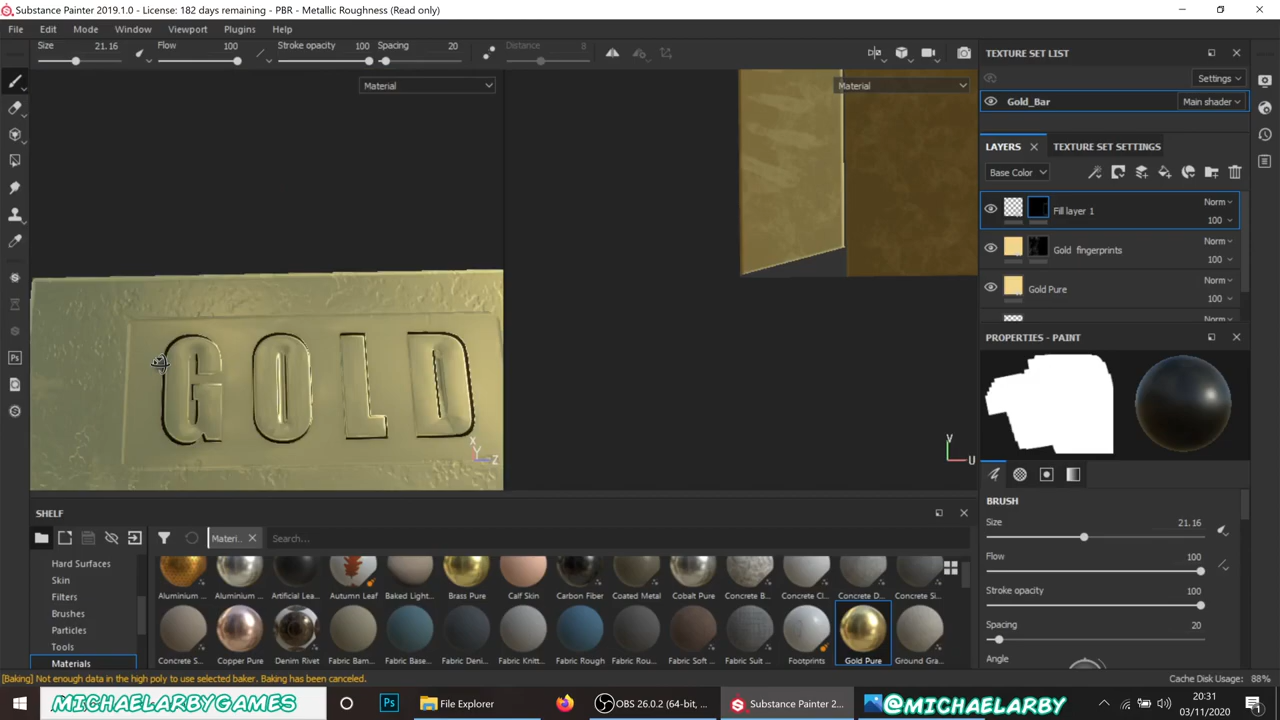 Substance Painter 2019.1.0 - License: 182 days remaining - PBR - Metallic Roughness (Read only)
File Edit Mode Window Viewport Plugins Help
Size 21.16 Flow 100 Stroke opacity 100 Spacing 20 Distance 8
Material
Material
GOLD
X
Y
Z
V
U
TEXTURE SET LIST
Settings
Gold_Bar Main shader
LAYERS TEXTURE SET SETTINGS
Base Color
Fill layer 1 Norm 100
Gold fingerprints Norm 100
Gold Pure Norm 100
PROPERTIES - PAINT
BRUSH
Size 21.16
Flow 100
Stroke opacity 100
Spacing 20
Angle
SHELF
Materi... Search...
Hard Surfaces
Skin
Filters
Brushes
Particles
Tools
Materials
Aluminium ... Aluminium ... Artificial Lea... Autumn Leaf Baked Light... Brass Pure Calf Skin Carbon Fiber Coated Metal Cobalt Pure Concrete B... Concrete Cl... Concrete D... Concrete Si...
Concrete S... Copper Pure Denim Rivet Fabric Bam... Fabric Base... Fabric Deni... Fabric Knitt... Fabric Rough Fabric Rou... Fabric Soft ... Fabric Suit ... Footprints Gold Pure Ground Gra...
[Baking] Not enough data in the high poly to use selected baker. Baking has been canceled.
Cache Disk Usage: 88%
MICHAELARBYGAMES
Ps
File Explorer
OBS 26.0.2 (64-bit, ...
Substance Painter 2...
@MICHAELARBY
20:31
03/11/2020